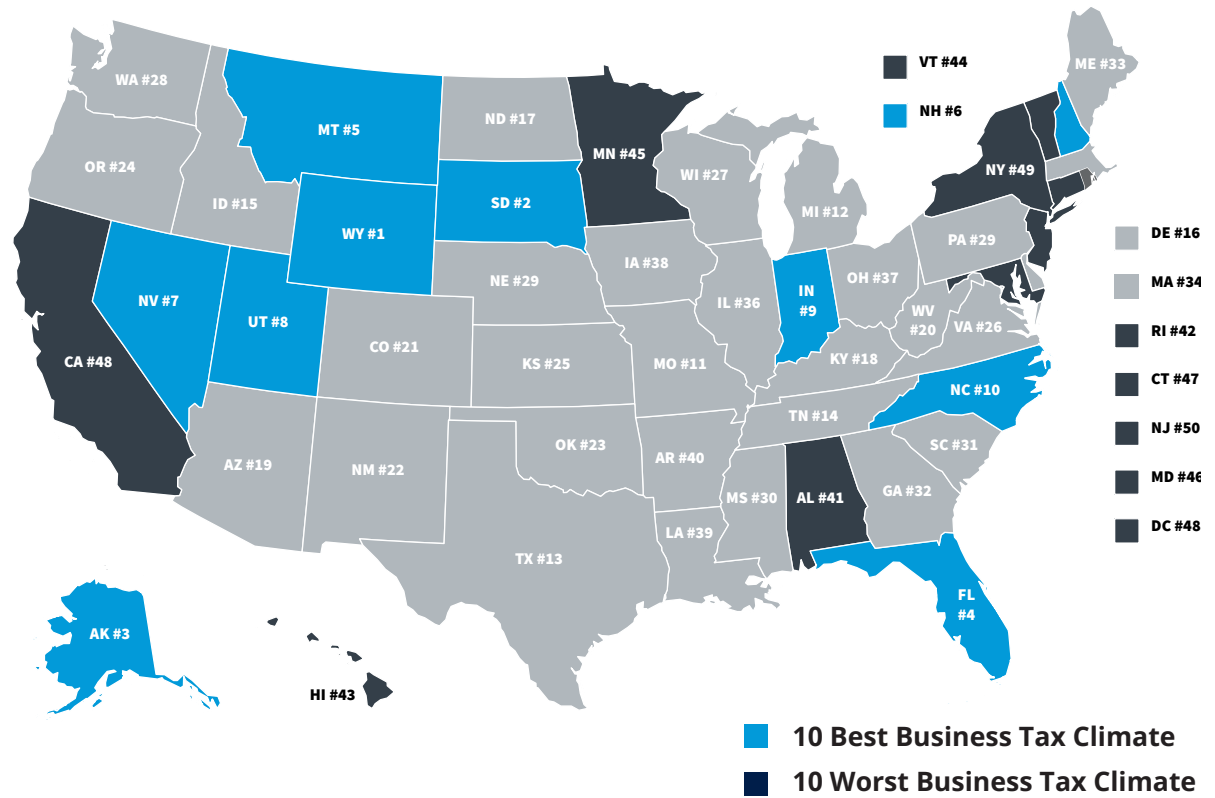 VT #44
ME #33
WA #28
NH #6
ND #17
MT #5
MN #45
OR #24
NY #49
WI #27
ID #15
SD #2
MI #12
WY #1
DE #16
PA #29
IA #38
OH #37
NE #29
MA #34
NV #7
IN
#9
IL #36
WV
#20
UT #8
VA #26
RI #42
CO #21
KY #18
CA #48
KS #25
MO #11
CT #47
NC #10
TN #14
NJ #50
OK #23
SC #31
AR #40
AZ #19
NM #22
MD #46
GA #32
MS #30
AL #41
DC #48
LA #39
TX #13
FL
#4
AK #3
HI #43
10 Best Business Tax Climate
10 Worst Business Tax Climate